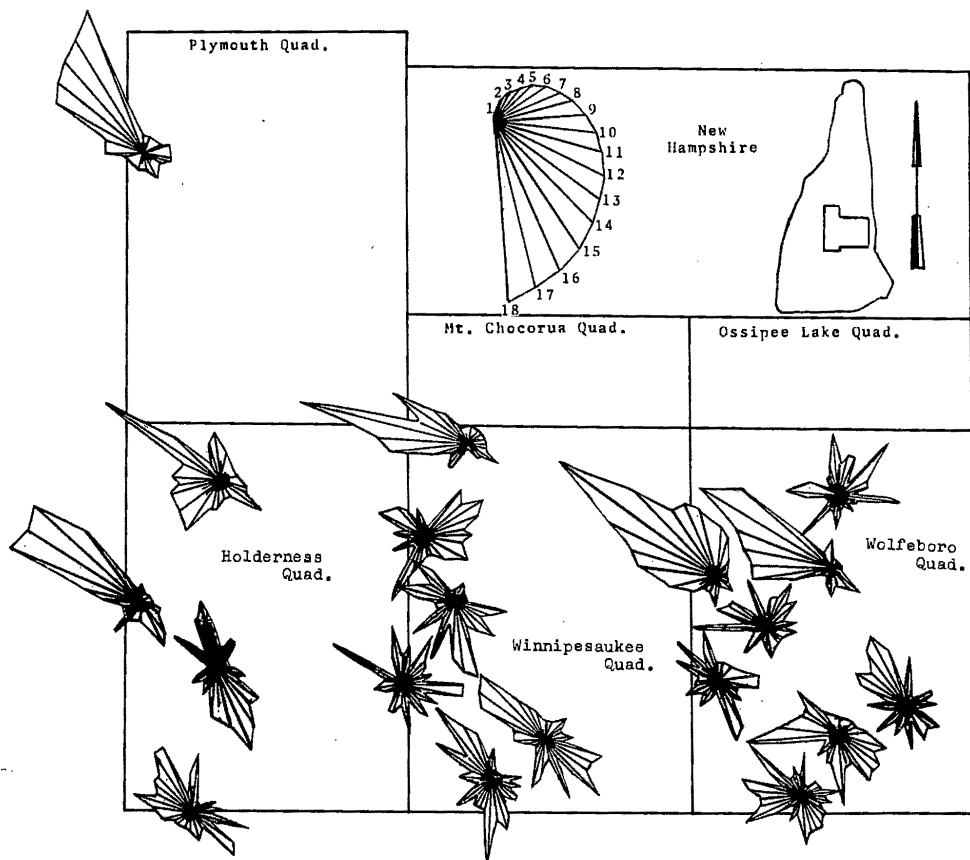 Plymouth Quad.
1 2 3 4 5 6 7 8 9 10 11 12 13 14 15 16 17 18
New
Hampshire
Mt. Chocorua Quad.
Ossipee Lake Quad.
Holderness
Quad.
Winnipesaukee
Quad.
Wolfeboro
Quad.